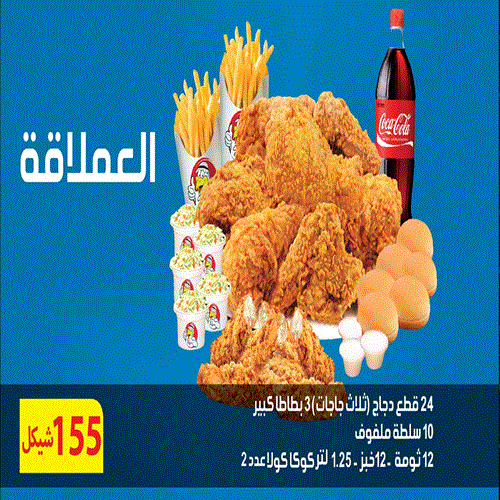 العملاقة
Coca-Cola
24 قطع دجاج (ثلاث جاجات) 3 بطاطا كبير
10 سلطة ملفوف
12 ثومة - 12خبز - 1.25 لتر كوكا كولا عدد 2
155 شيكل